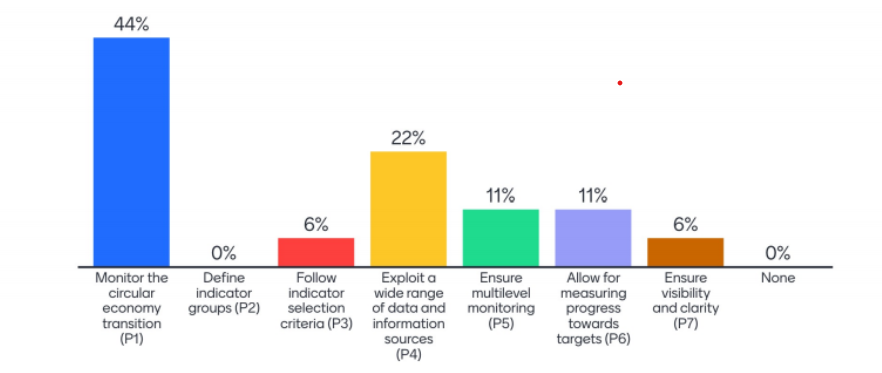 44%
0%
6%
22%
11%
11%
6%
0%
Monitor the
circular
economy
transition
(P1)
Define
indicator
groups (P2)
Follow
indicator
selection
criteria (P3)
Exploit a
wide range
of data and
information
sources
(P4)
Ensure
multilevel
monitoring
(P5)
Allow for
measuring
progress
towards
targets (P6)
Ensure
visibility
and clarity
(P7)
None